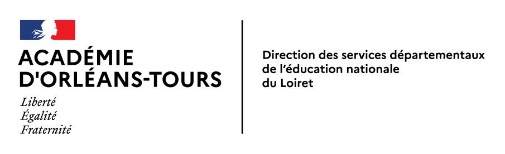 ACADÉMIE
D'ORLÉANS-TOURS
Liberté
Égalité
Fraternité
Direction des services départementaux
de l'éducation nationale
du Loiret